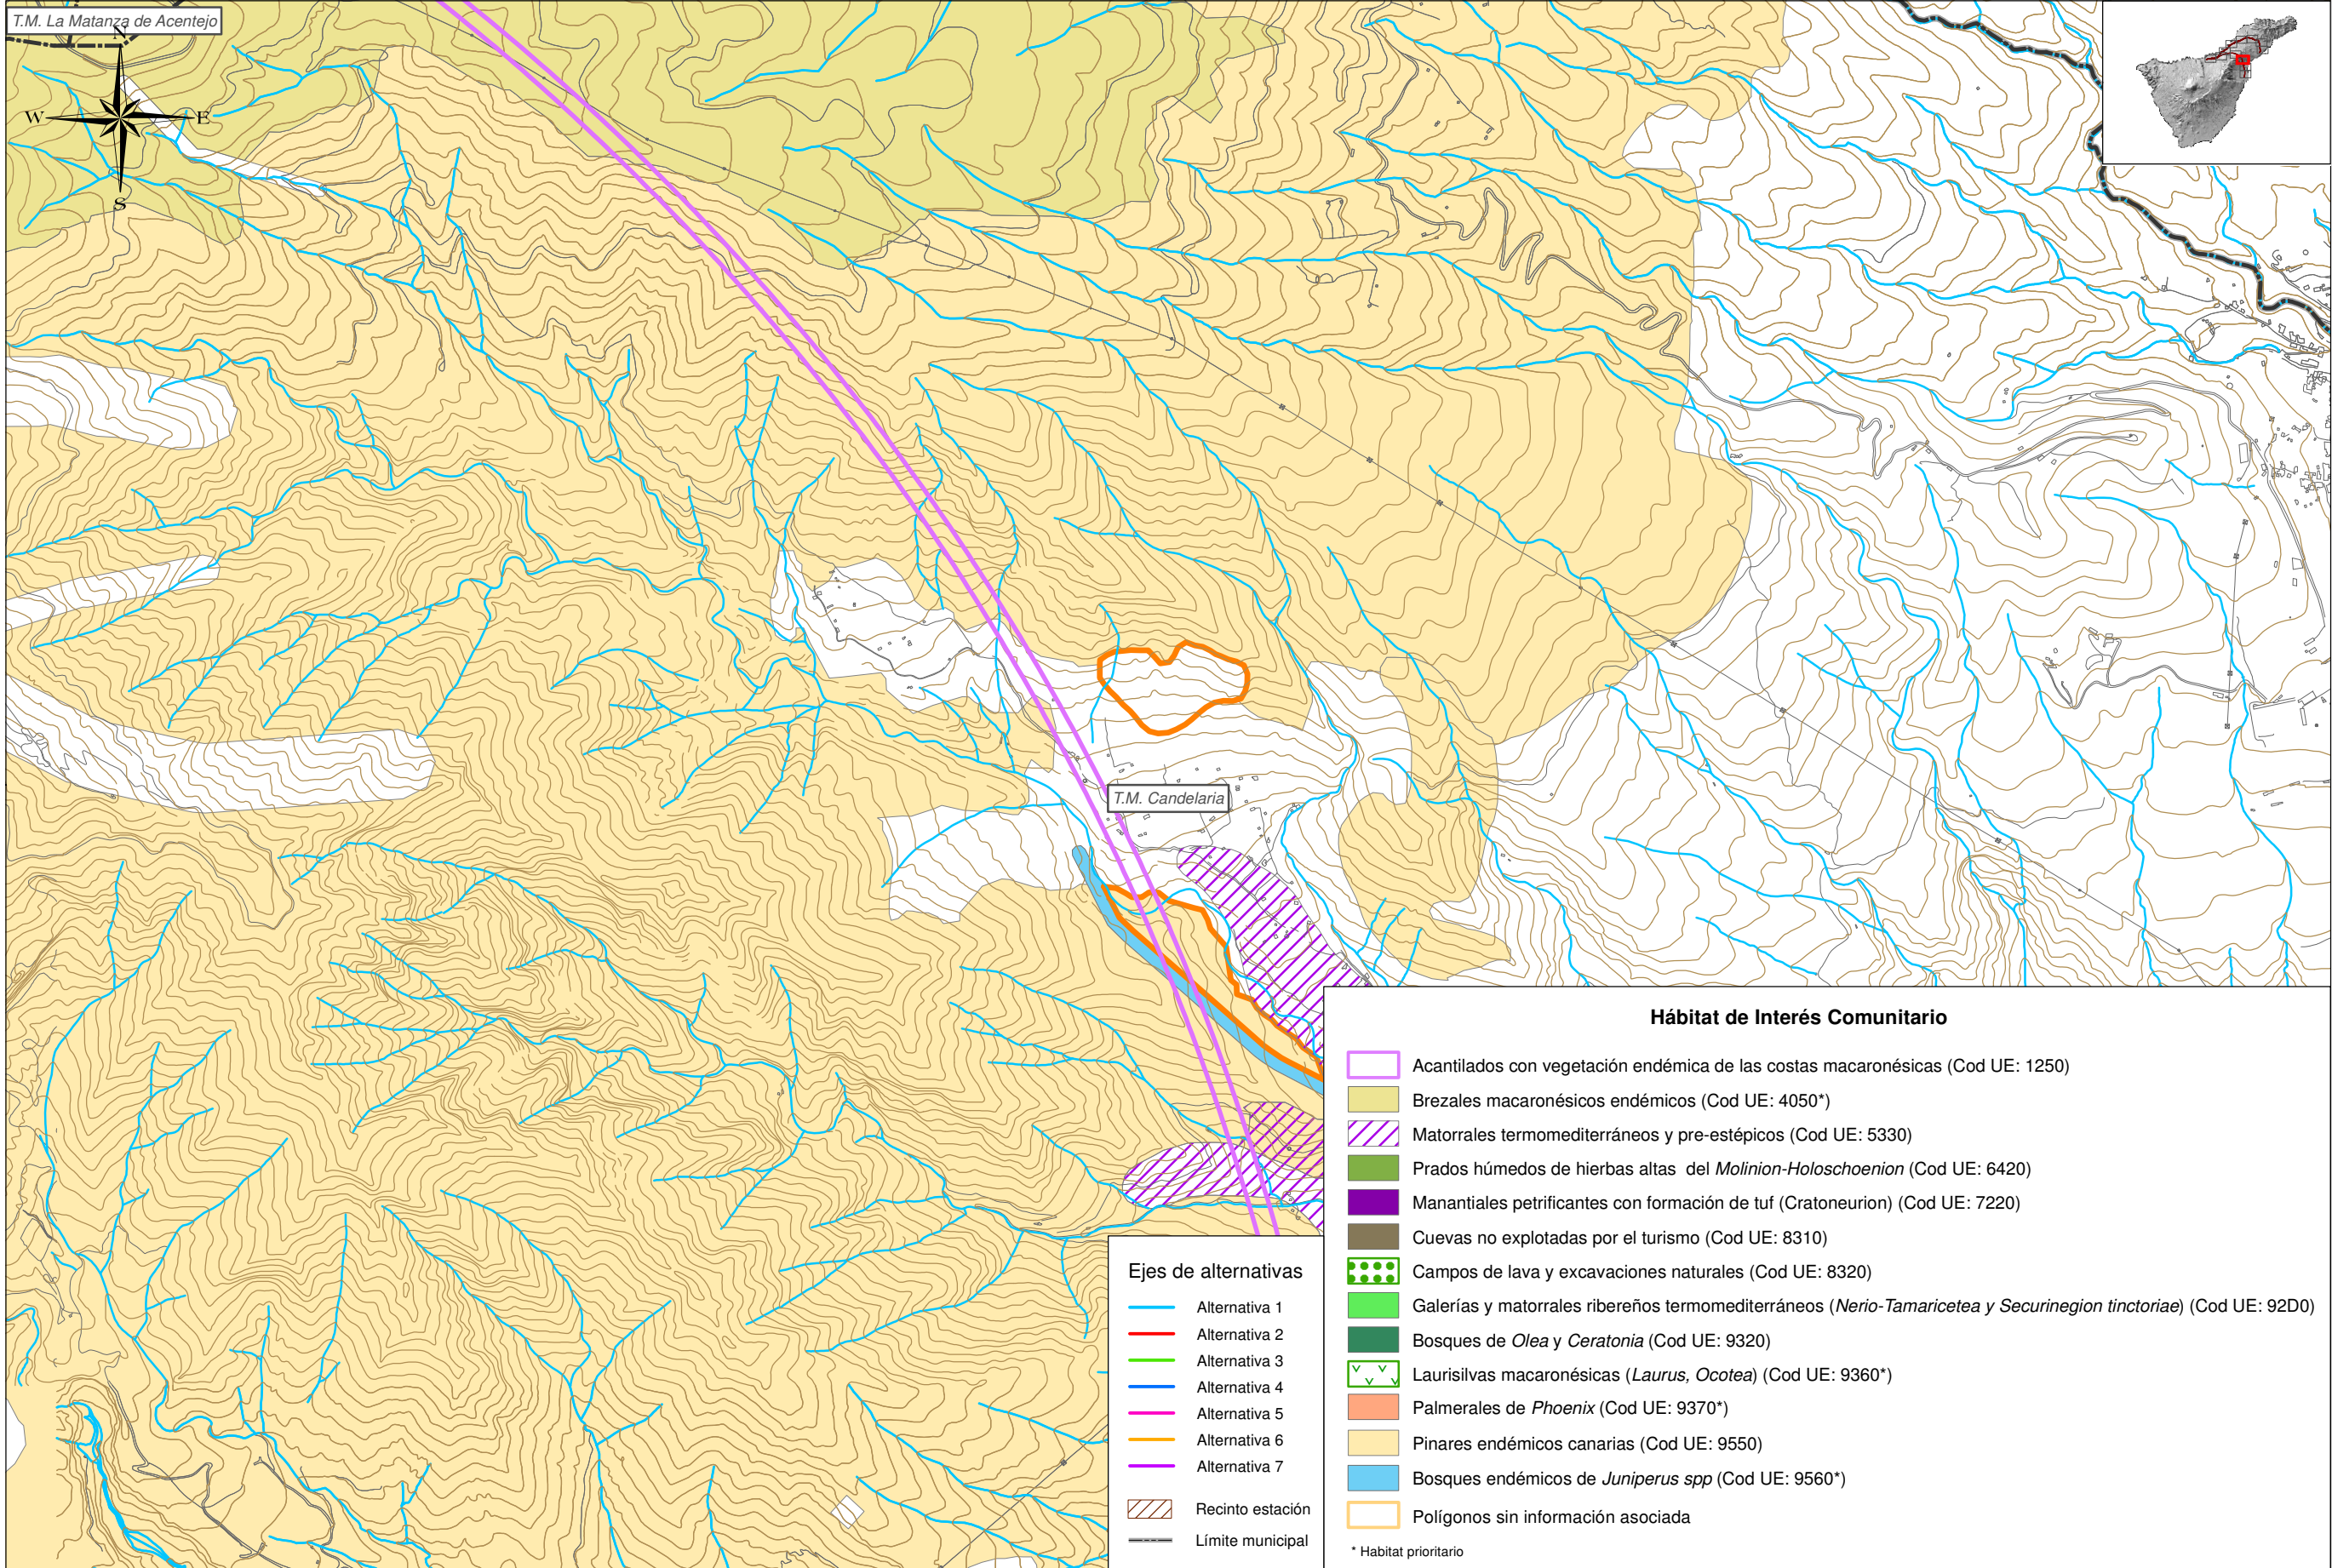 T.M. La Matanza de Acentejo
N
W
E
S
T.M. Candelaria
Hábitat de Interés Comunitario
Acantilados con vegetación endémica de las costas macaronésicas (Cod UE: 1250)
Brezales macaronésicos endémicos (Cod UE: 4050*)
Matorrales termomediterráneos y pre-estépicos (Cod UE: 5330)
Prados húmedos de hierbas altas del Molinion-Holoschoenion (Cod UE: 6420)
Manantiales petrificantes con formación de tuf (Cratoneurion) (Cod UE: 7220)
Cuevas no explotadas por el turismo (Cod UE: 8310)
Campos de lava y excavaciones naturales (Cod UE: 8320)
Galerías y matorrales ribereños termomediterráneos (Nerio-Tamaricetea y Securinegion tinctoriae) (Cod UE: 92D0)
Bosques de Olea y Ceratonia (Cod UE: 9320)
Laurisilvas macaronésicas (Laurus, Ocotea) (Cod UE: 9360*)
Palmerales de Phoenix (Cod UE: 9370*)
Pinares endémicos canarias (Cod UE: 9550)
Bosques endémicos de Juniperus spp (Cod UE: 9560*)
Polígonos sin información asociada
* Habitat prioritario
Ejes de alternativas
Alternativa 1
Alternativa 2
Alternativa 3
Alternativa 4
Alternativa 5
Alternativa 6
Alternativa 7
Recinto estación
Límite municipal